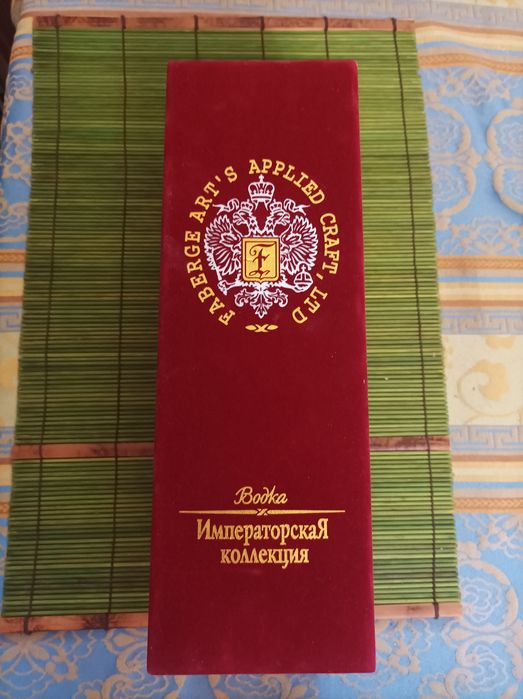 FABERGE ART'S APPLIED CRAFT, LTD
F
Водка
ИмператорскаЯ
коллекция